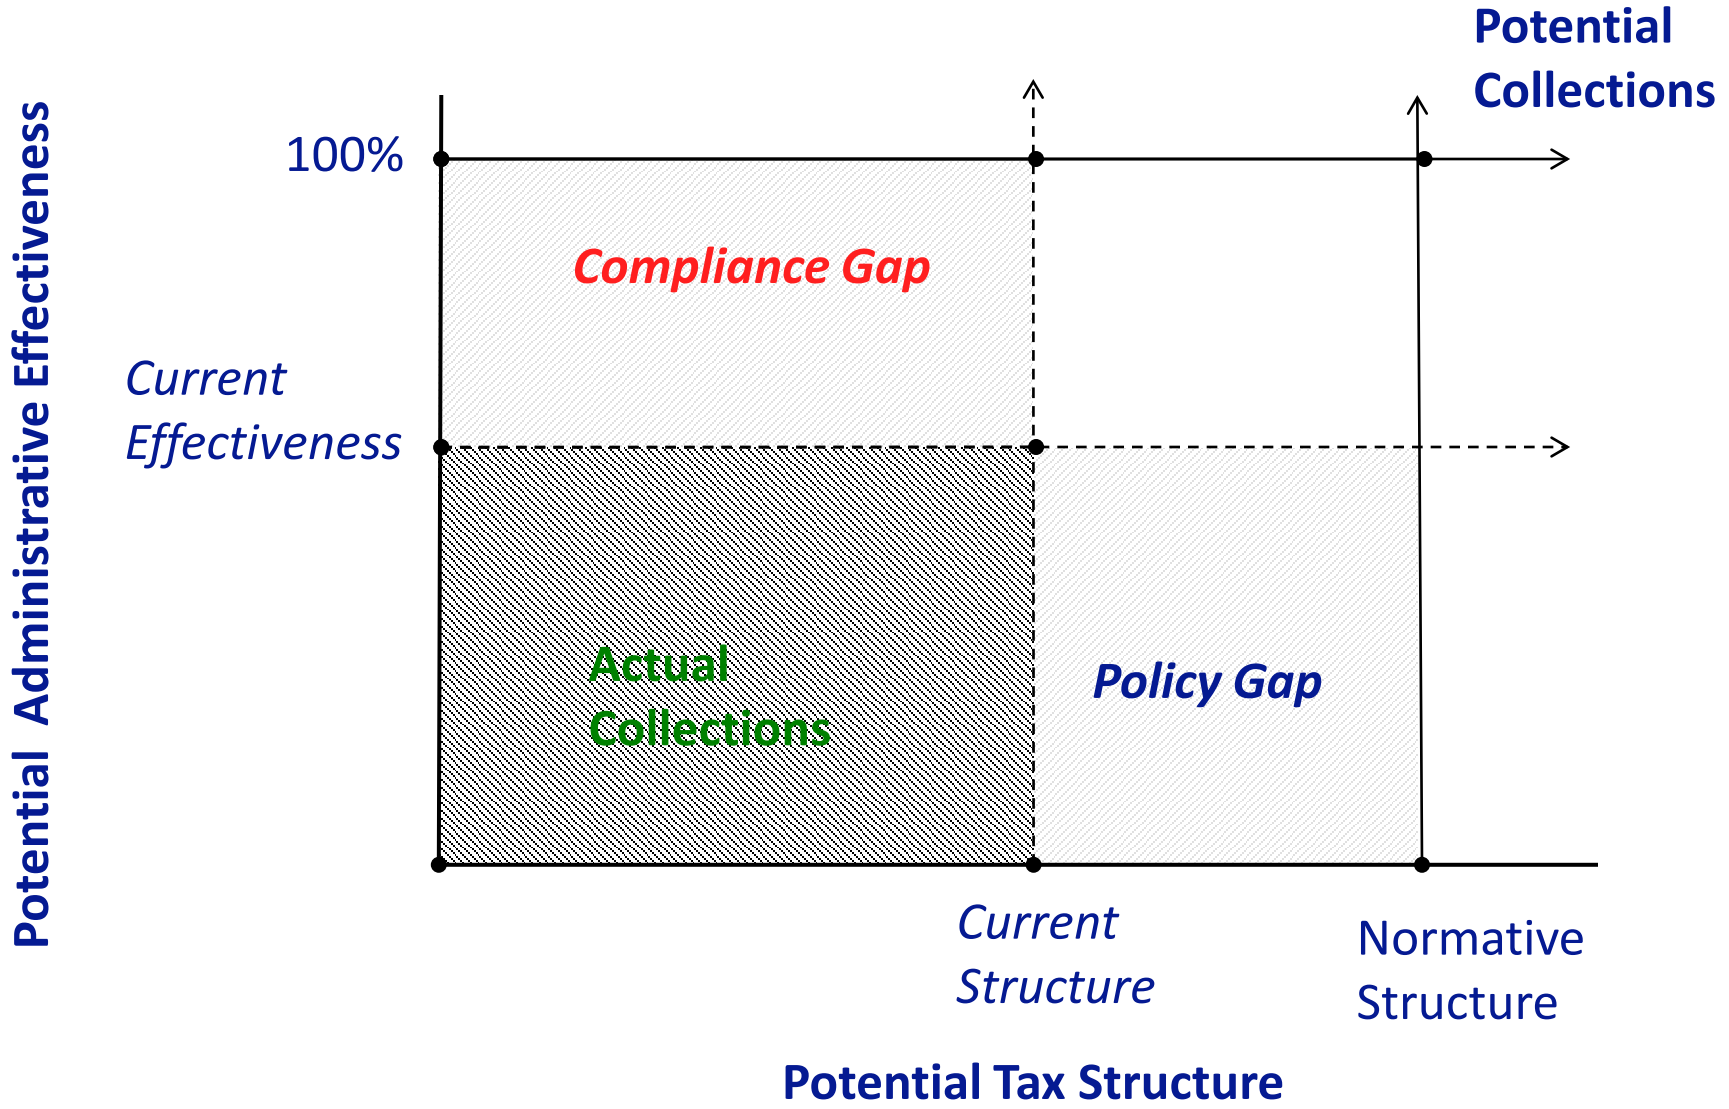 Potential
Collections
Potential Administrative Effectiveness
100%
Compliance Gap
Current
Effectiveness
Actual
Collections
Policy Gap
Current
Structure
Normative
Structure
Potential Tax Structure